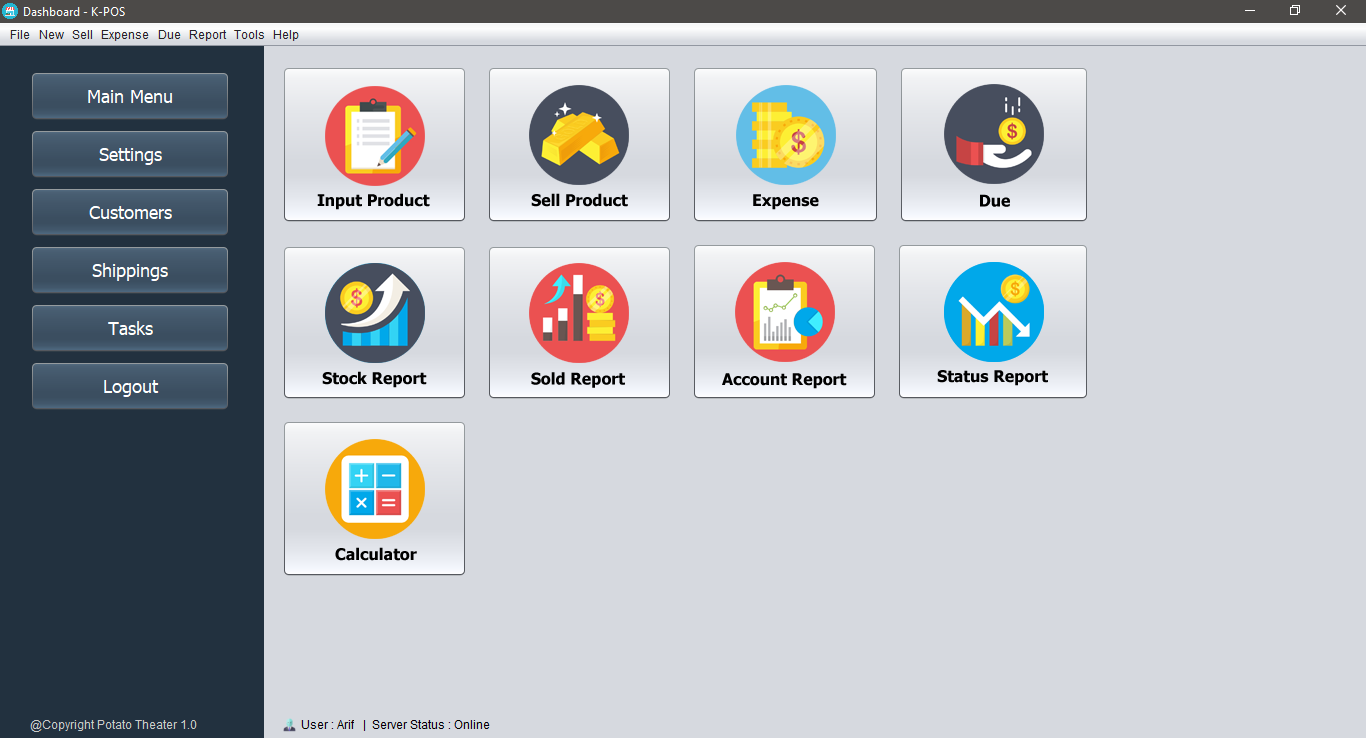 Dashboard - K-POS
File New Sell Expense Due Report Tools Help
Main Menu
Settings
Customers
Shippings
Tasks
Logout
Input Product
Sell Product
Expense
Due
Stock Report
Sold Report
Account Report
Status Report
Calculator
@Copyright Potato Theater 1.0
User : Arif | Server Status : Online